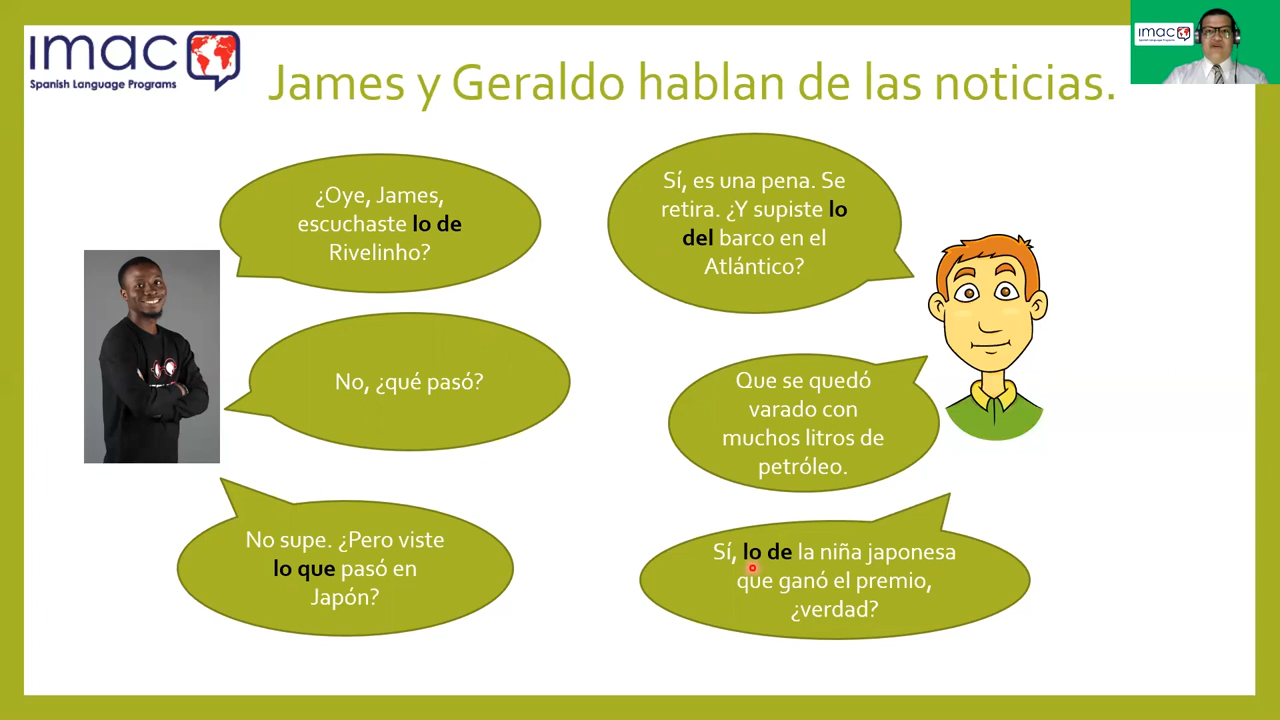 imac
Spanish Language Programs
James y Geraldo hablan de las noticias.
imac
¿Oye, James,
escuchaste lo de
Rivelinho?
Sí, es una pena. Se
retira. ¿Y supiste lo
del barco en el
Atlántico?
No, ¿qué pasó?
Que se quedó
varado con
muchos litros de
petróleo.
No supe. ¿Pero viste
lo que pasó en
Japón?
Sí, lo de la niña japonesa
que ganó el premio,
¿verdad?